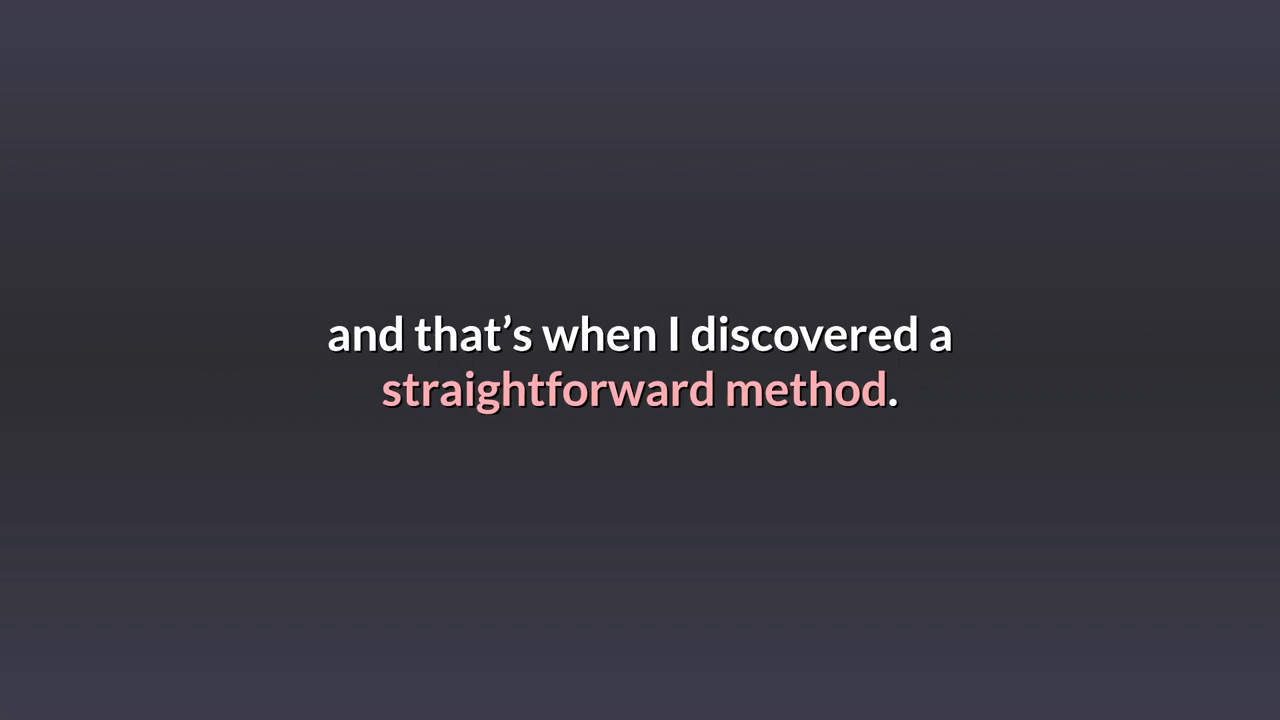 and that’s when I discovered a
straightforward method.